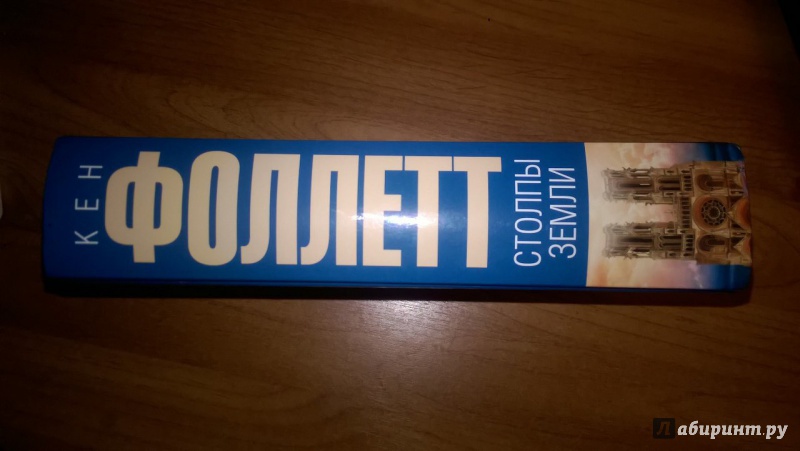 КЕН
ФОЛЛЕТТ
СТОЛПЫ
ЗЕМЛИ
Лабиринт.ру